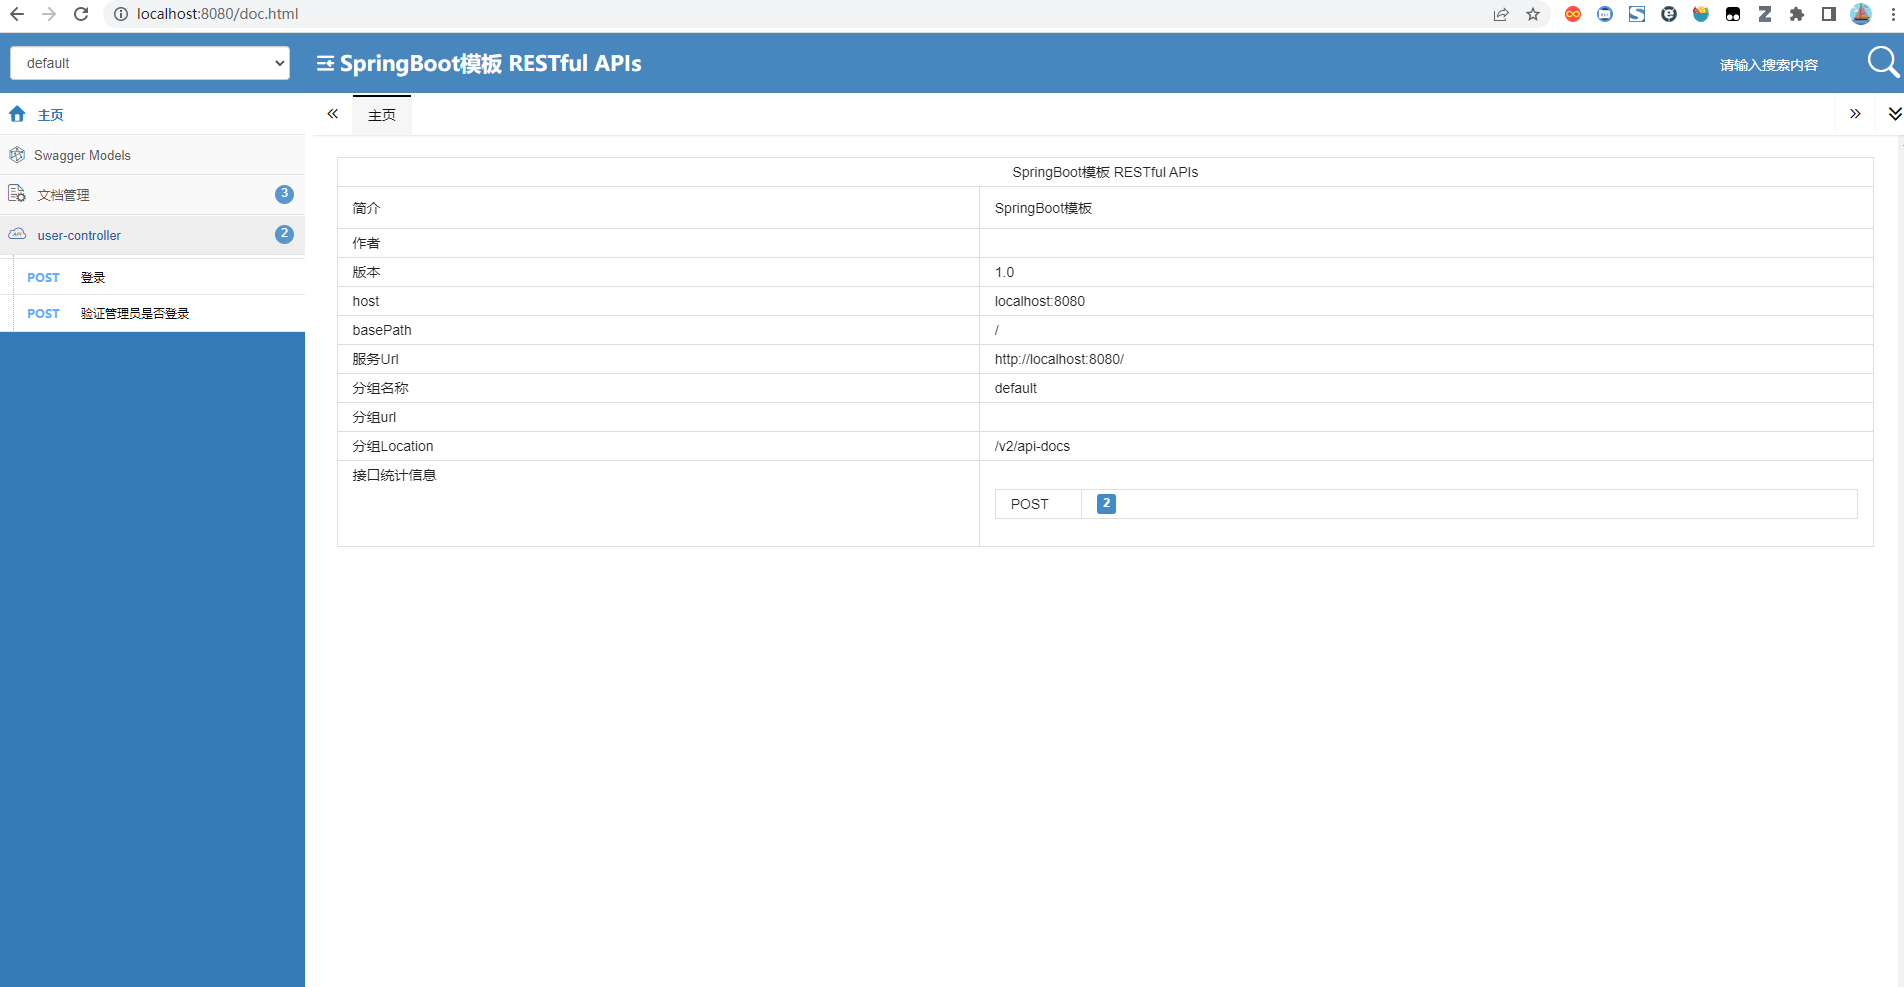 localhost:8080/doc.html
default
SpringBoot模板 RESTful APIs
请输入搜索内容
主页
主页
Swagger Models
文档管理 3
user-controller 2
POST 登录
POST 验证管理员是否登录
SpringBoot模板 RESTful APIs
简介 SpringBoot模板
作者
版本 1.0
host localhost:8080
basePath /
服务Url http://localhost:8080/
分组名称 default
分组url
分组Location /v2/api-docs
接口统计信息
POST 2